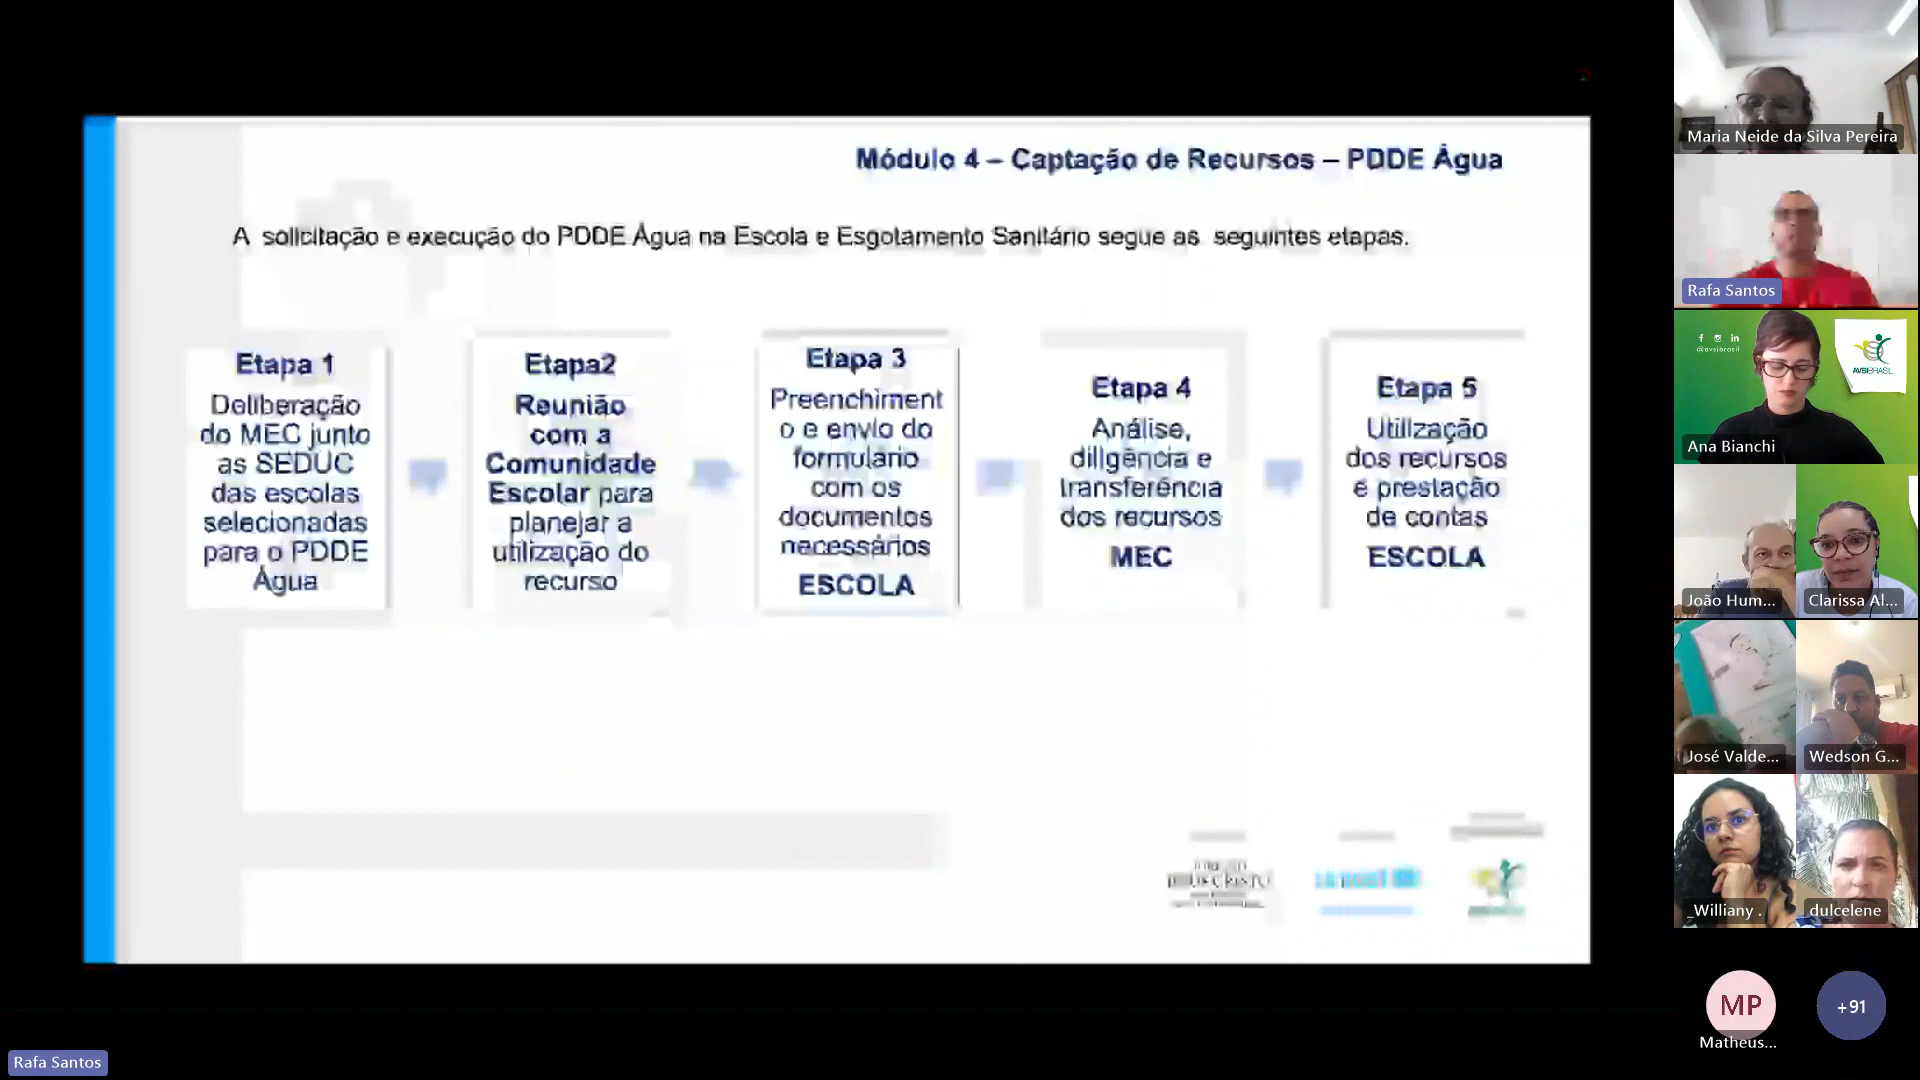 Módulo 4 – Captação de Recursos – PDDE Água
A solicitação e execução do PDDE Água na Escola e Esgotamento Sanitário segue as seguintes etapas.
Etapa 1
Deliberação
do MEC junto
as SEDUC
das escolas
selecionadas
para o PDDE
Água
Etapa2
Reunião
com a
Comunidade
Escolar para
planejar a
utilização do
recurso
Etapa 3
Preenchiment
o e envio do
formulário
com os
documentos
necessários
ESCOLA
Etapa 4
Análise,
diligência e
transferência
dos recursos
MEC
Etapa 5
Utilização
dos recursos
e prestação
de contas
ESCOLA
unicef
Rafa Santos
Maria Neide da Silva Pereira
Rafa Santos
@avsibrasil
AVSIBRASIL
Ana Bianchi
João Hum...
Clarissa Al...
José Valde...
Wedson G...
_Williany .
dulcelene
MP
Matheus...
+91